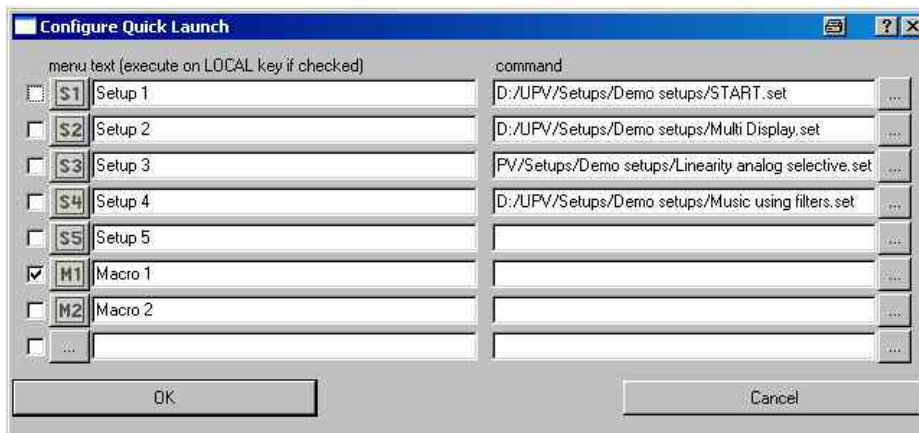 Configure Quick Launch
menu text (execute on LOCAL key if checked) command
S1 Setup 1 D:/UPV/Setups/Demo setups/START.set ...
S2 Setup 2 D:/UPV/Setups/Demo setups/Multi Display.set ...
S3 Setup 3 PV/Setups/Demo setups/Linearity analog selective.set ...
S4 Setup 4 D:/UPV/Setups/Demo setups/Music using filters.set ...
S5 Setup 5 ...
M1 Macro 1 ...
M2 Macro 2 ...
... ...
OK Cancel